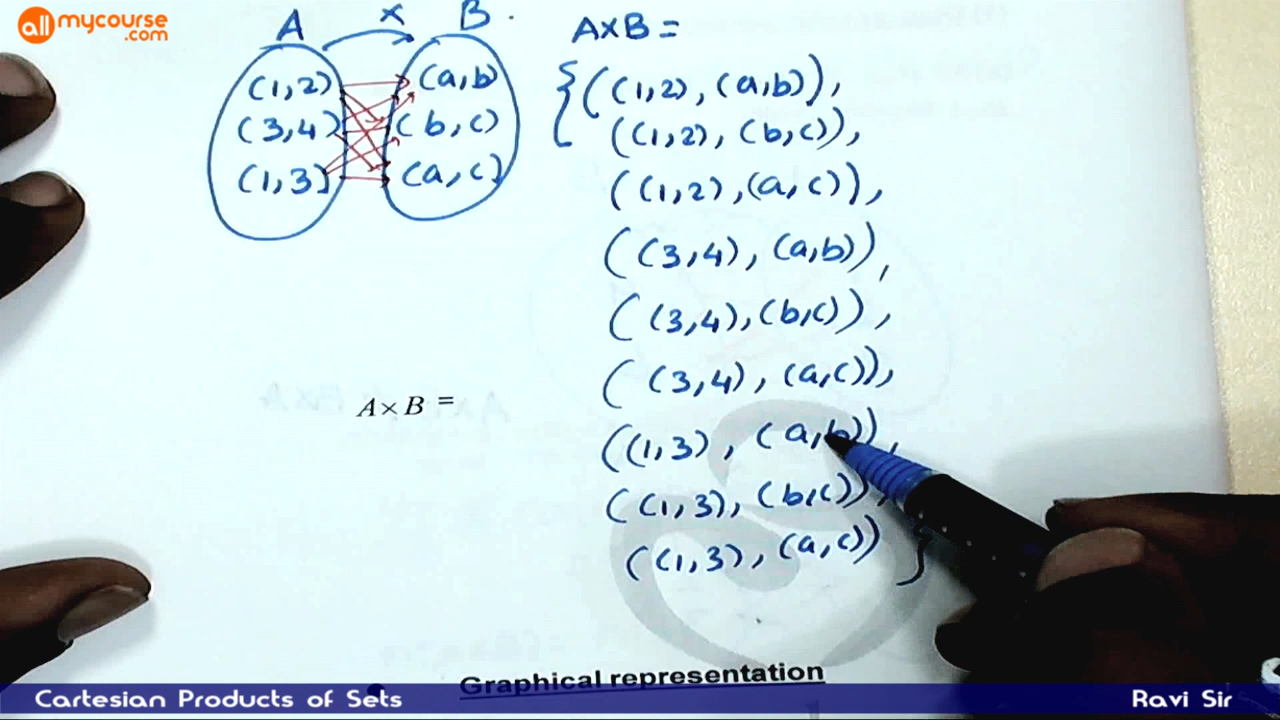 allmycourse
.com
A × B
(1,2) (a,b)
(3,4) (b,c)
(1,3) (a,c)
A×B =
{((1,2), (a,b)),
((1,2), (b,c)),
((1,2),(a,c)),
((3,4), (a,b)),
((3,4),(b,c)),
((3,4), (a,c)),
((1,3), (a,b)),
((1,3), (b,c)),
((1,3), (a,c))}
A×B =
Graphical representation
Cartesian Products of Sets
Ravi Sir